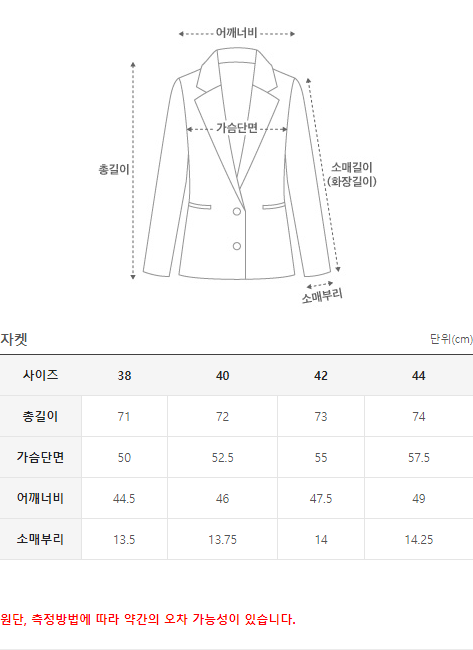 어깨너비
가슴단면
총길이
소매길이
(화장길이)
소매부리
자켓 단위(cm)
사이즈 38 40 42 44
총길이 71 72 73 74
가슴단면 50 52.5 55 57.5
어깨너비 44.5 46 47.5 49
소매부리 13.5 13.75 14 14.25
원단, 측정방법에 따라 약간의 오차 가능성이 있습니다.